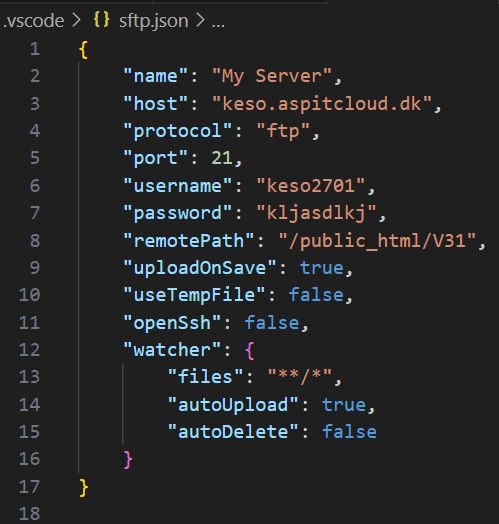 .vscode > {} sftp.json > ...
1 {
2     "name": "My Server",
3     "host": "keso.aspitcloud.dk",
4     "protocol": "ftp",
5     "port": 21,
6     "username": "keso2701",
7     "password": "kljasdlkj",
8     "remotePath": "/public_html/V31",
9     "uploadOnSave": true,
10     "useTempFile": false,
11     "openSsh": false,
12     "watcher": {
13         "files": "**/*",
14         "autoUpload": true,
15         "autoDelete": false
16     }
17 }
18